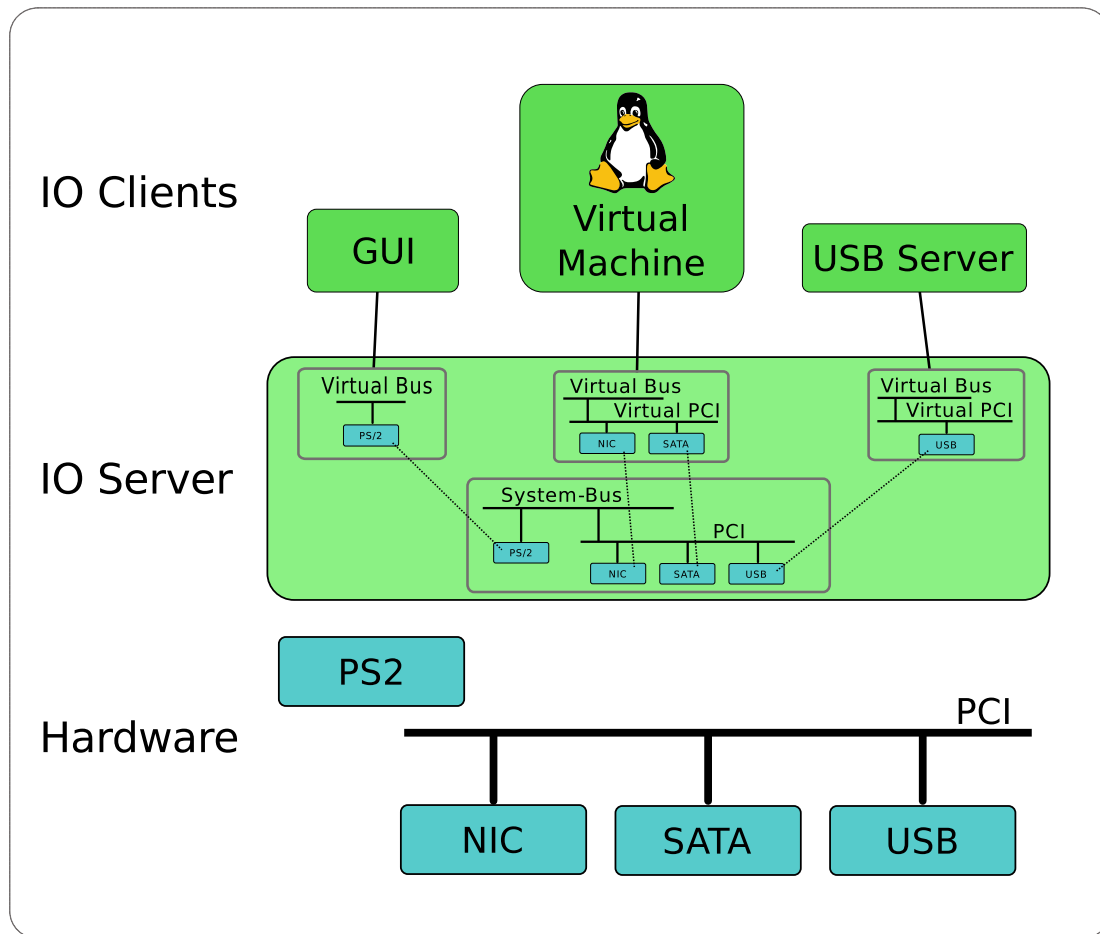 IO Clients
GUI
Virtual
Machine
USB Server
IO Server
Virtual Bus
PS/2
Virtual Bus
Virtual PCI
NIC
SATA
Virtual Bus
Virtual PCI
USB
System-Bus
PCI
PS/2
NIC
SATA
USB
Hardware
PS2
PCI
NIC
SATA
USB